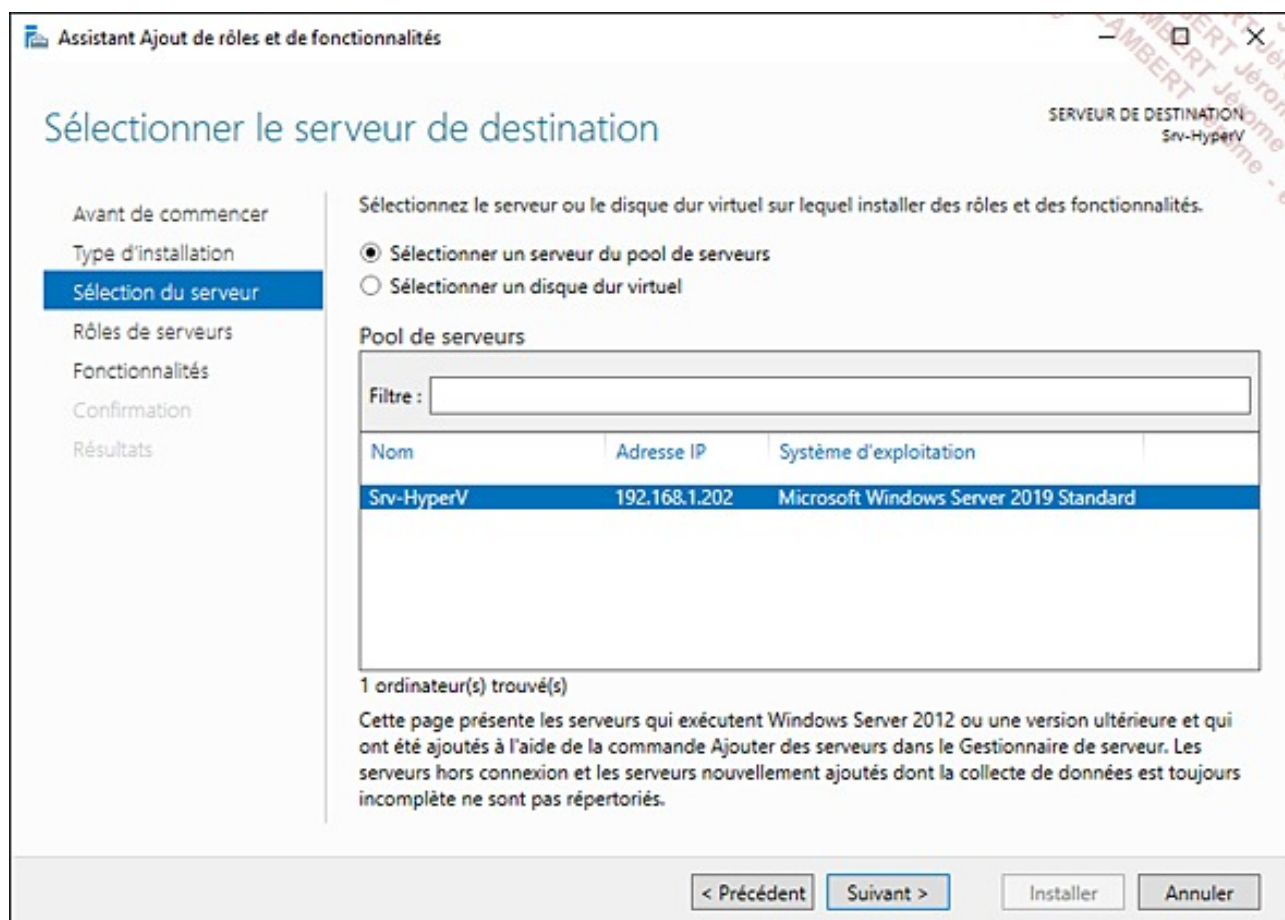 Assistant Ajout de rôles et de fonctionnalités
Sélectionner le serveur de destination
SERVEUR DE DESTINATION
Srv-HyperV
Avant de commencer
Type d'installation
Sélection du serveur
Rôles de serveurs
Fonctionnalités
Confirmation
Résultats
Sélectionnez le serveur ou le disque dur virtuel sur lequel installer des rôles et des fonctionnalités.
Sélectionner un serveur du pool de serveurs
Sélectionner un disque dur virtuel
Pool de serveurs
Filtre :
Nom Adresse IP Système d'exploitation
Srv-HyperV 192.168.1.202 Microsoft Windows Server 2019 Standard
1 ordinateur(s) trouvé(s)
Cette page présente les serveurs qui exécutent Windows Server 2012 ou une version ultérieure et qui
ont été ajoutés à l'aide de la commande Ajouter des serveurs dans le Gestionnaire de serveur. Les
serveurs hors connexion et les serveurs nouvellement ajoutés dont la collecte de données est toujours
incomplète ne sont pas répertoriés.
< Précédent Suivant > Installer Annuler
LAMBERT Jérôme